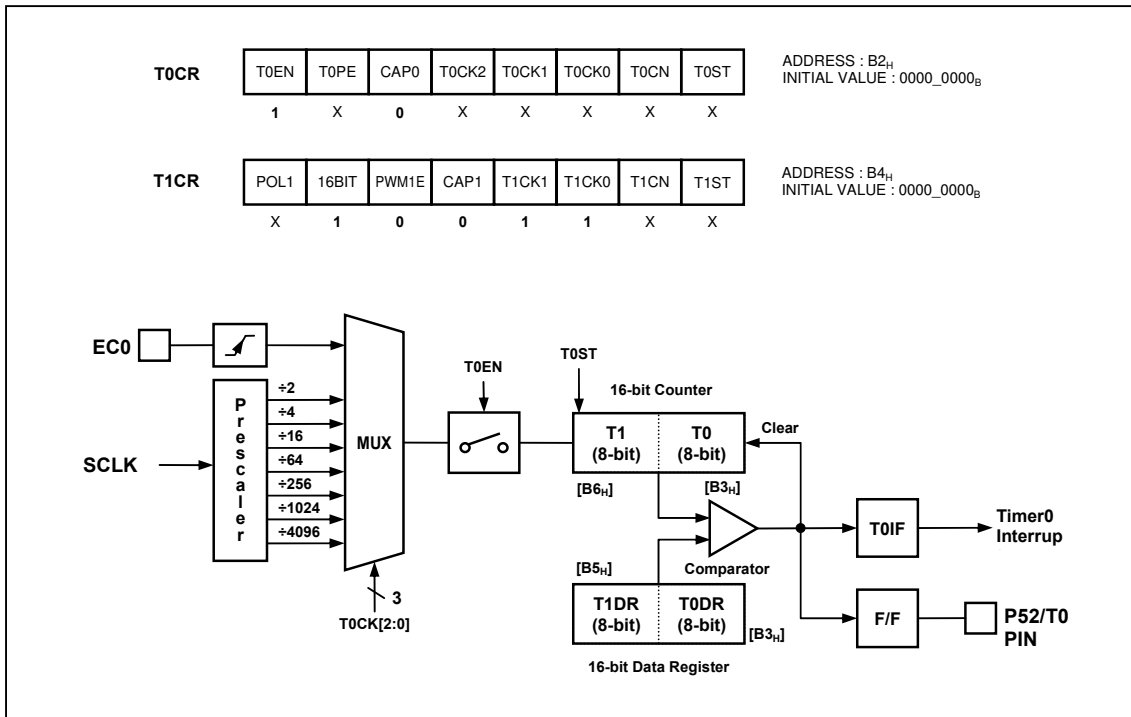 T0CR T0EN T0PE CAP0 T0CK2 T0CK1 T0CK0 T0CN T0ST
ADDRESS : B2H
INITIAL VALUE : 0000_0000B
1 X 0 X X X X X
T1CR POL1 16BIT PWM1E CAP1 T1CK1 T1CK0 T1CN T1ST
ADDRESS : B4H
INITIAL VALUE : 0000_0000B
X 1 0 0 1 1 X X
EC0
SCLK
Prescaler
÷2
÷4
÷16
÷64
÷256
÷1024
÷4096
MUX
3
T0CK[2:0]
T0EN
T0ST
16-bit Counter
T1
(8-bit)
T0
(8-bit)
Clear
[B6H]
[B3H]
Comparator
[B5H]
T1DR
(8-bit)
T0DR
(8-bit)
[B3H]
16-bit Data Register
T0IF
Timer0
Interrup
F/F
P52/T0
PIN